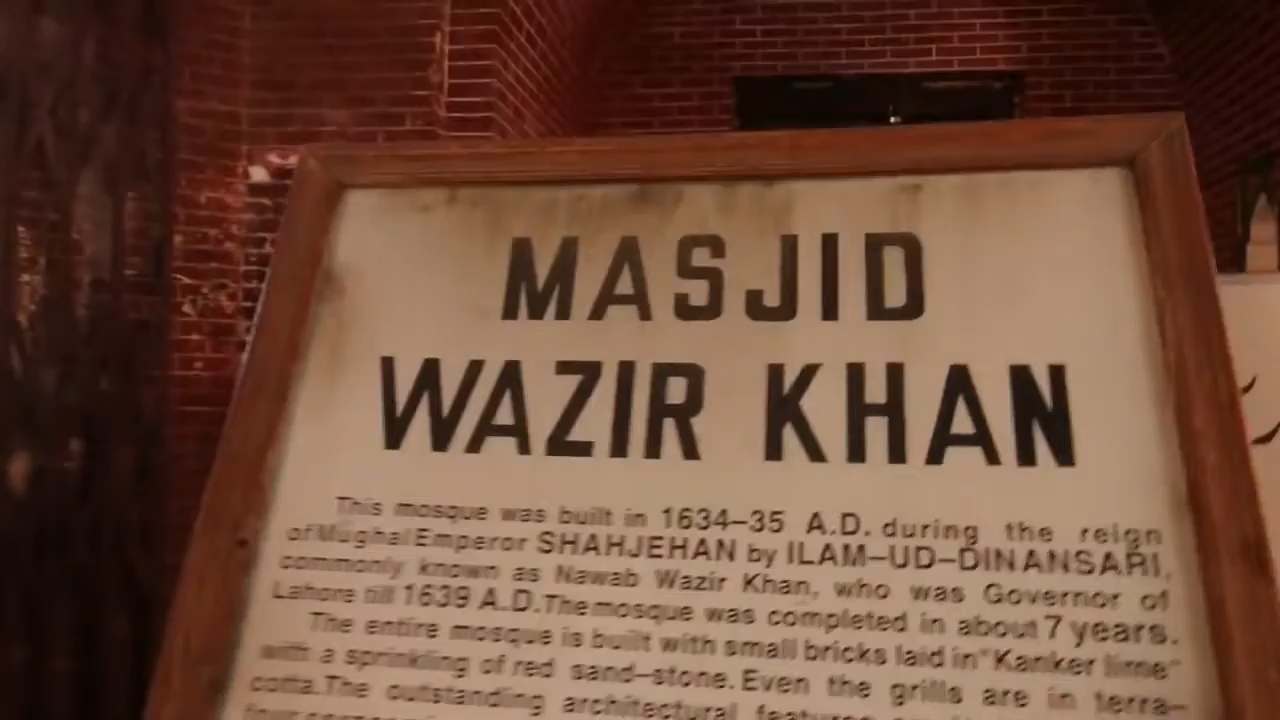 MASJID
WAZIR KHAN
This mosque was built in 1634–35 A.D. during the reign
of Mughal Emperor SHAHJEHAN by ILAM–UD–DIN ANSARI,
commonly known as Nawab Wazir Khan, who was Governor of
Lahore till 1639 A.D. The mosque was completed in about 7 years.
The entire mosque is built with small bricks laid in "Kanker lime"
with a sprinkling of red sand–stone. Even the grills are in terra–
cotta. The outstanding architectural features